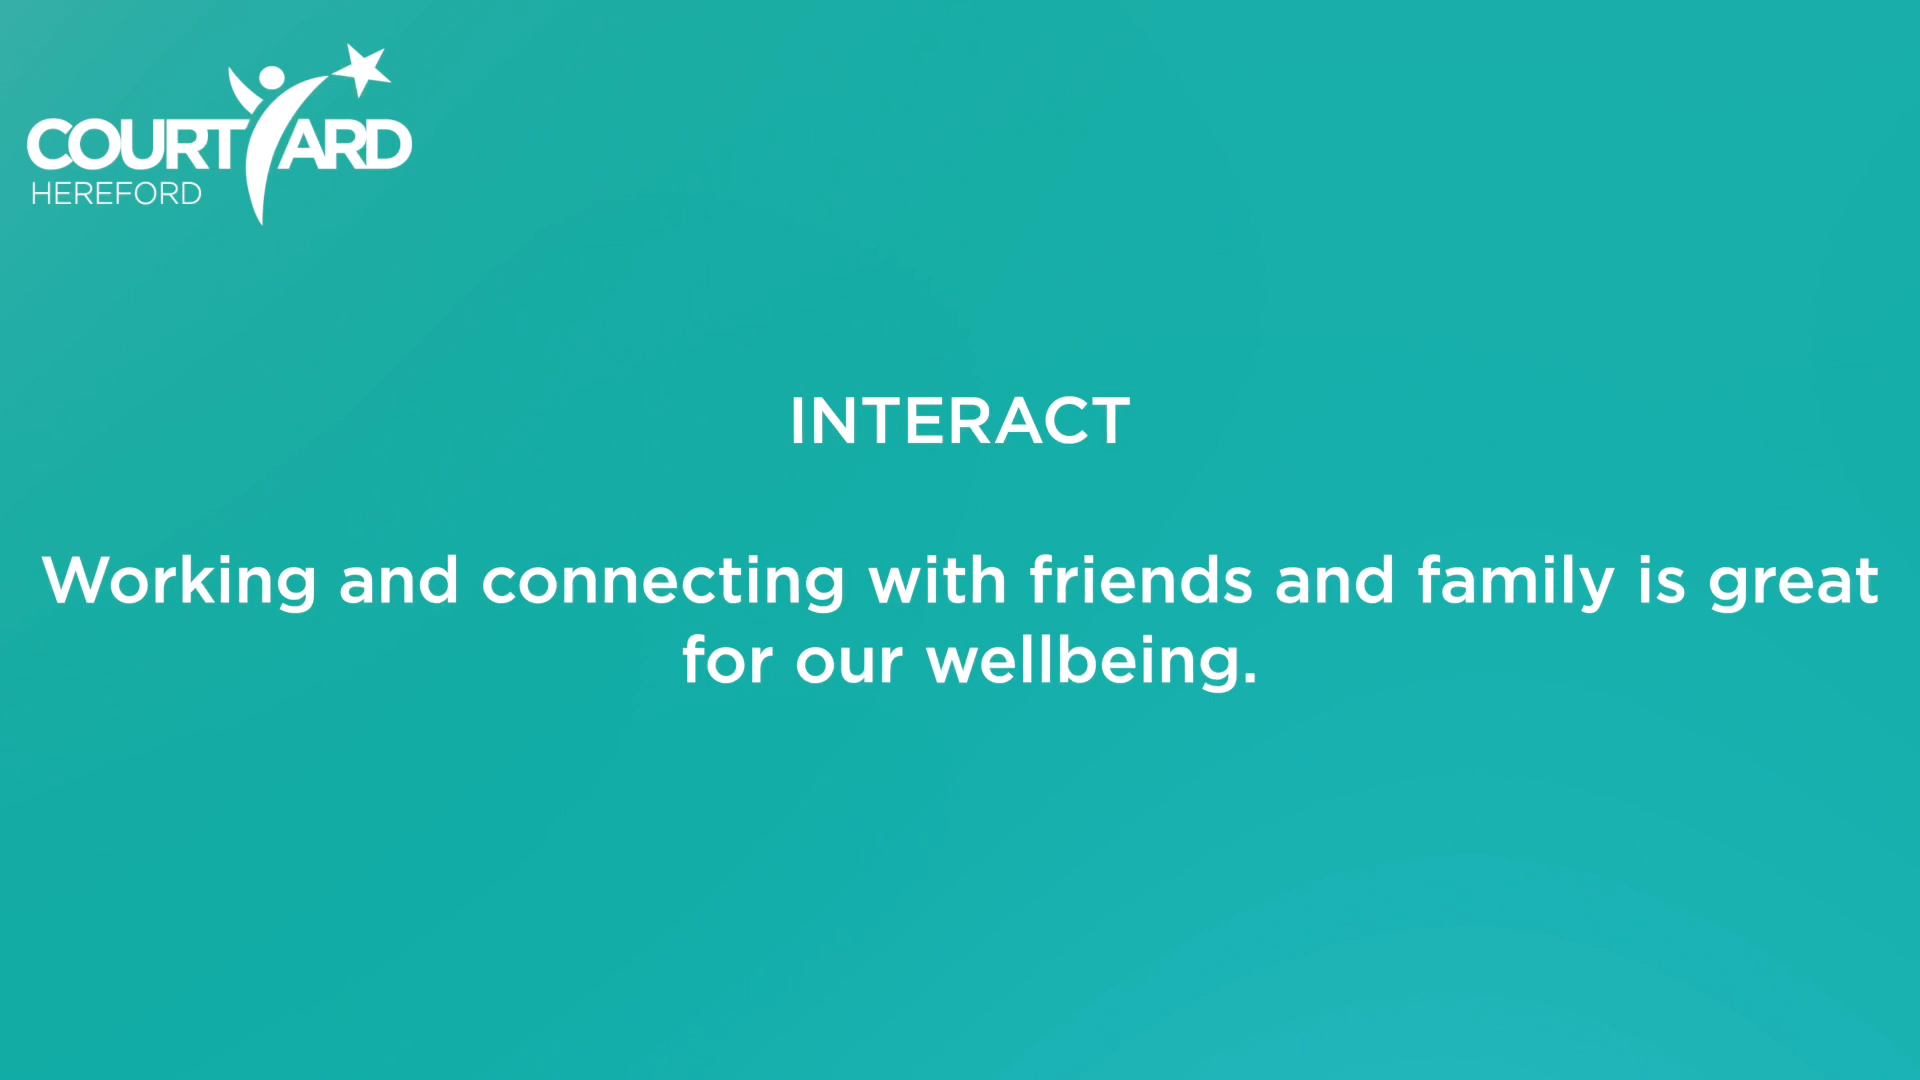 COURTYARD
HEREFORD
INTERACT
Working and connecting with friends and family is great
for our wellbeing.